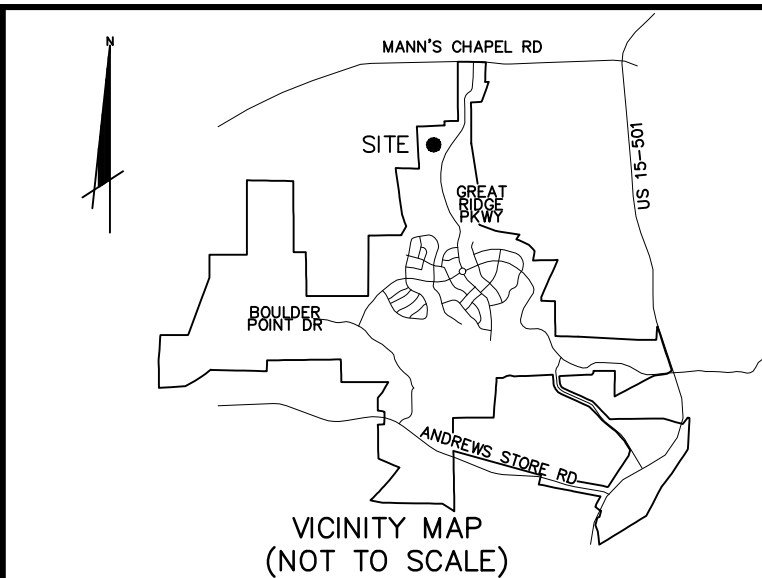 N
MANN'S CHAPEL RD
SITE
US 15-501
GREAT
RIDGE
PKWY
BOULDER
POINT DR
ANDREWS STORE RD
VICINITY MAP
(NOT TO SCALE)